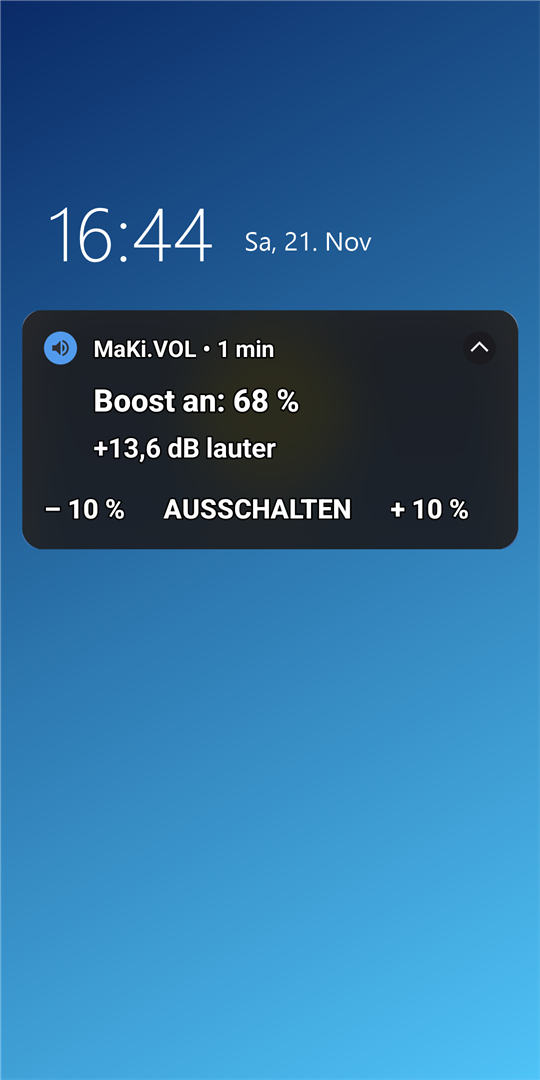 16:44 Sa, 21. Nov
MaKi.VOL • 1 min
Boost an: 68 %
+13,6 dB lauter
– 10 % AUSSCHALTEN + 10 %